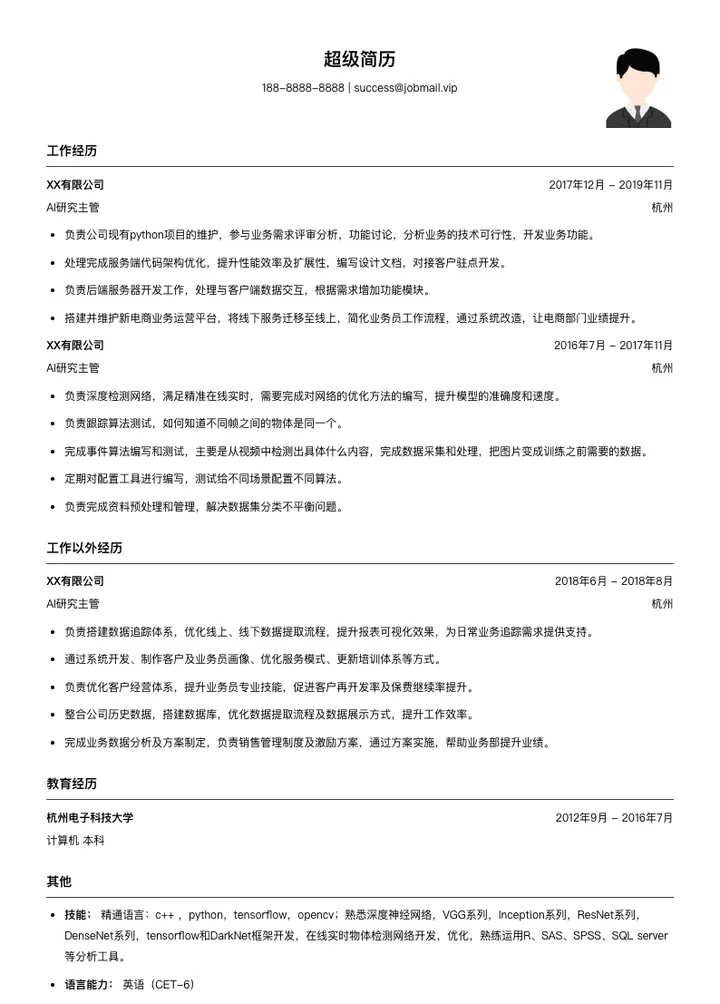 超级简历
188-8888-8888 | success@jobmail.vip
工作经历
XX有限公司 2017年12月 – 2019年11月
AI研究主管 杭州
• 负责公司现有python项目的维护，参与业务需求评审分析，功能讨论，分析业务的技术可行性，开发业务功能。
• 处理完成服务端代码架构优化，提升性能效率及扩展性，编写设计文档，对接客户驻点开发。
• 负责后端服务器开发工作，处理与客户端数据交互，根据需求增加功能模块。
• 搭建并维护新电商业务运营平台，将线下服务迁移至线上，简化业务员工作流程，通过系统改造，让电商部门业绩提升。
XX有限公司 2016年7月 – 2017年11月
AI研究主管 杭州
• 负责深度检测网络，满足精准在线实时，需要完成对网络的优化方法的编写，提升模型的准确度和速度。
• 负责跟踪算法测试，如何知道不同帧之间的物体是同一个。
• 完成事件算法编写和测试，主要是从视频中检测出具体什么内容，完成数据采集和处理，把图片变成训练之前需要的数据。
• 定期对配置工具进行编写，测试给不同场景配置不同算法。
• 负责完成资料预处理和管理，解决数据集分类不平衡问题。
工作以外经历
XX有限公司 2018年6月 – 2018年8月
AI研究主管 杭州
• 负责搭建数据追踪体系，优化线上、线下数据提取流程，提升报表可视化效果，为日常业务追踪需求提供支持。
• 通过系统开发、制作客户及业务员画像、优化服务模式、更新培训体系等方式。
• 负责优化客户经营体系，提升业务员专业技能，促进客户再开发率及保费继续率提升。
• 整合公司历史数据，搭建数据库，优化数据提取流程及数据展示方式，提升工作效率。
• 完成业务数据分析及方案制定，负责销售管理制度及激励方案，通过方案实施，帮助业务部提升业绩。
教育经历
杭州电子科技大学 2012年9月 – 2016年7月
计算机 本科
其他
• 技能： 精通语言：c++ ，python，tensorflow，opencv；熟悉深度神经网络，VGG系列，Inception系列，ResNet系列，
DenseNet系列，tensorflow和DarkNet框架开发，在线实时物体检测网络开发，优化，熟练运用R、SAS、SPSS、SQL server
等分析工具。
• 语言能力： 英语（CET-6）